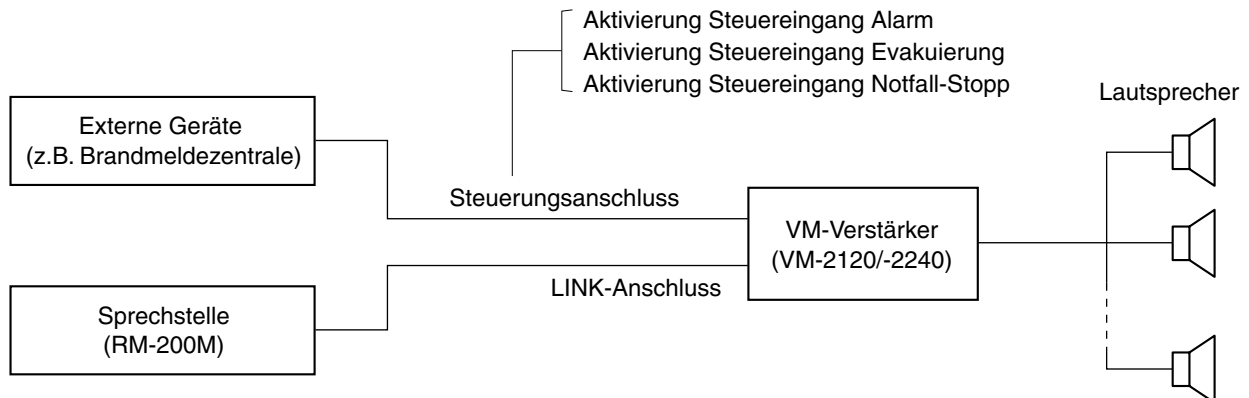 Aktivierung Steuereingang Alarm
Aktivierung Steuereingang Evakuierung
Aktivierung Steuereingang Notfall-Stopp
Lautsprecher
Externe Geräte
(z.B. Brandmeldezentrale)
Steuerungsanschluss
VM-Verstärker
(VM-2120/-2240)
LINK-Anschluss
Sprechstelle
(RM-200M)